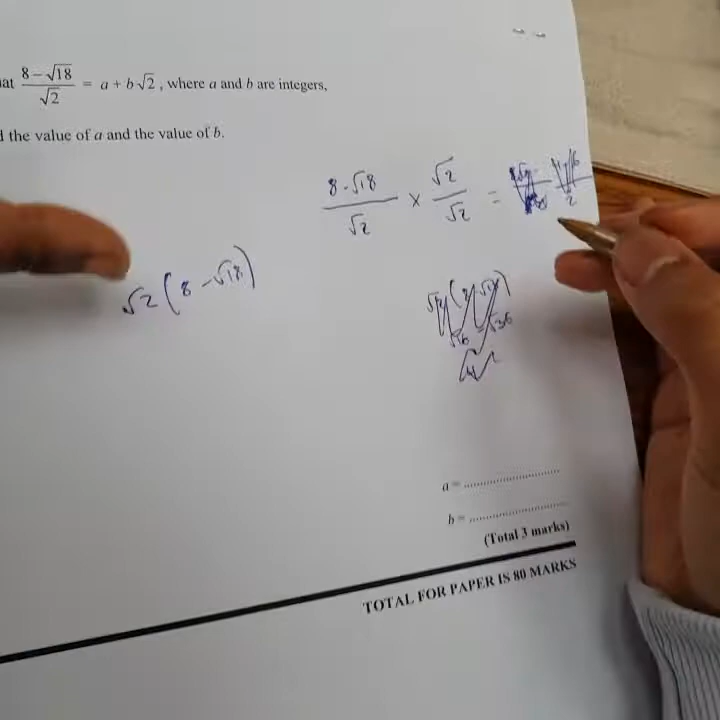 at (8 − √18)/√2 = a + b√2, where a and b are integers,
the value of a and the value of b.
(8 - √18)/√2 × √2/√2 =
2
√2(8 - √18)
a =
b =
(Total 3 marks)
TOTAL FOR PAPER IS 80 MARKS